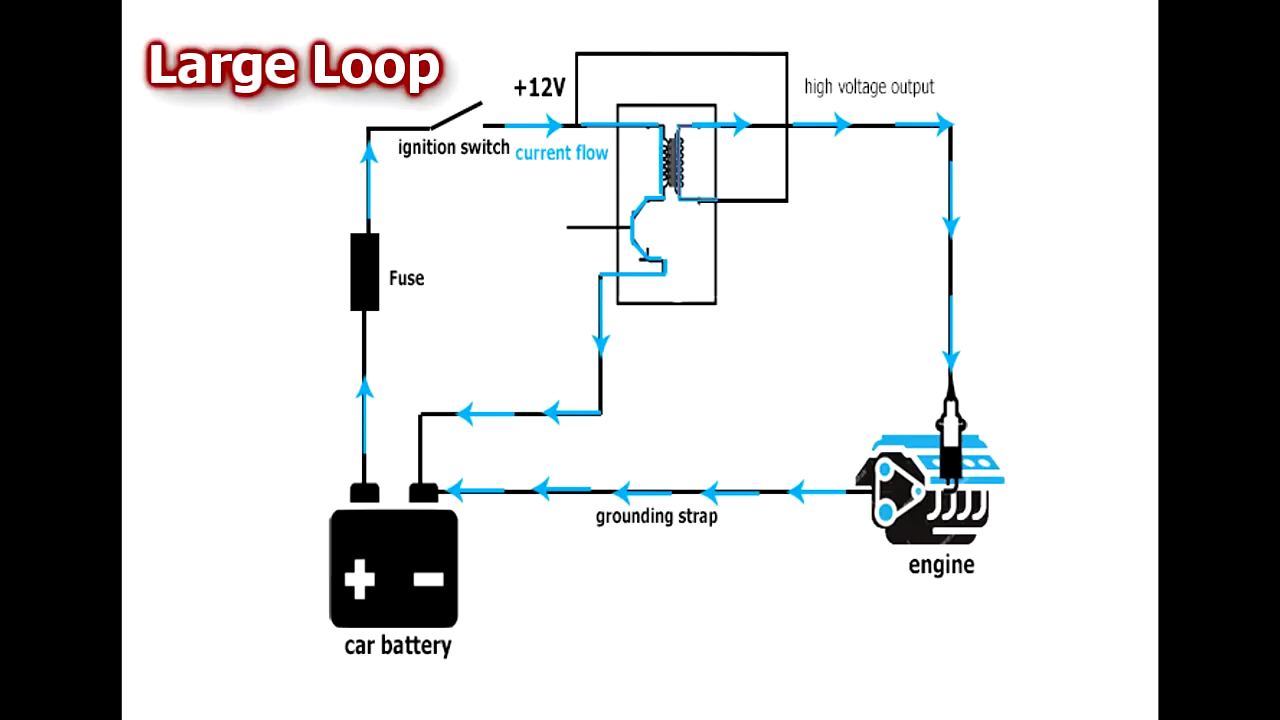 Large Loop
+12V
high voltage output
ignition switch
current flow
Fuse
grounding strap
engine
car battery